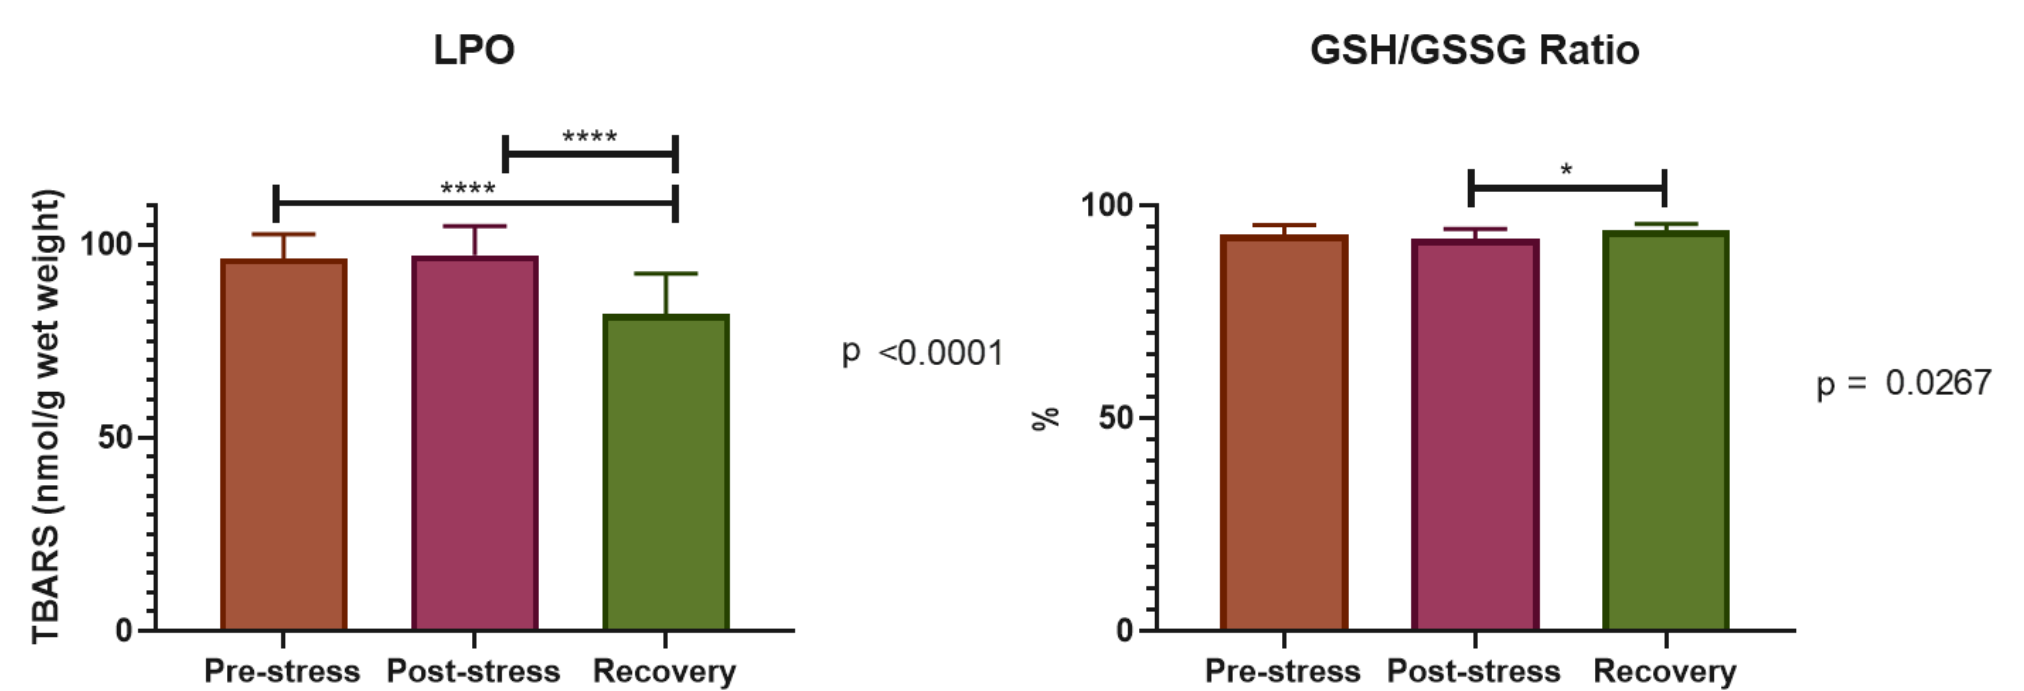 LPO
****
****
TBARS (nmol/g wet weight)
100
50
0
Pre-stress Post-stress Recovery
p <0.0001
GSH/GSSG Ratio
*
%
100
50
0
Pre-stress Post-stress Recovery
p = 0.0267